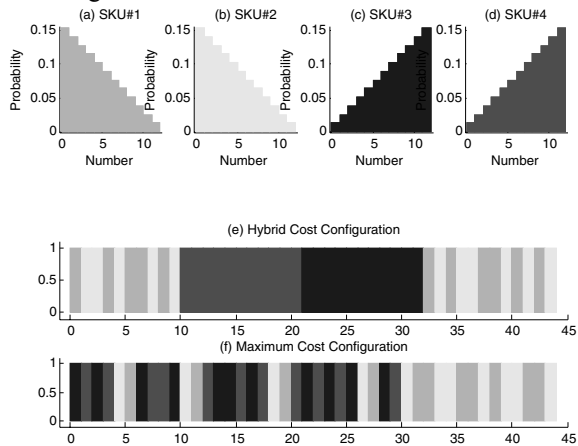 (a) SKU#1 (b) SKU#2 (c) SKU#3 (d) SKU#4
0.15 0.15 0.15 0.15
0.1 0.1 0.1 0.1
Probability Probability Probability Probability
0.05 0.05 0.05 0.05
0 0 0 0
0 5 10 0 5 10 0 5 10 0 5 10
Number Number Number Number
(e) Hybrid Cost Configuration
1
0.5
0
0 5 10 15 20 25 30 35 40 45
(f) Maximum Cost Configuration
1
0.5
0
0 5 10 15 20 25 30 35 40 45